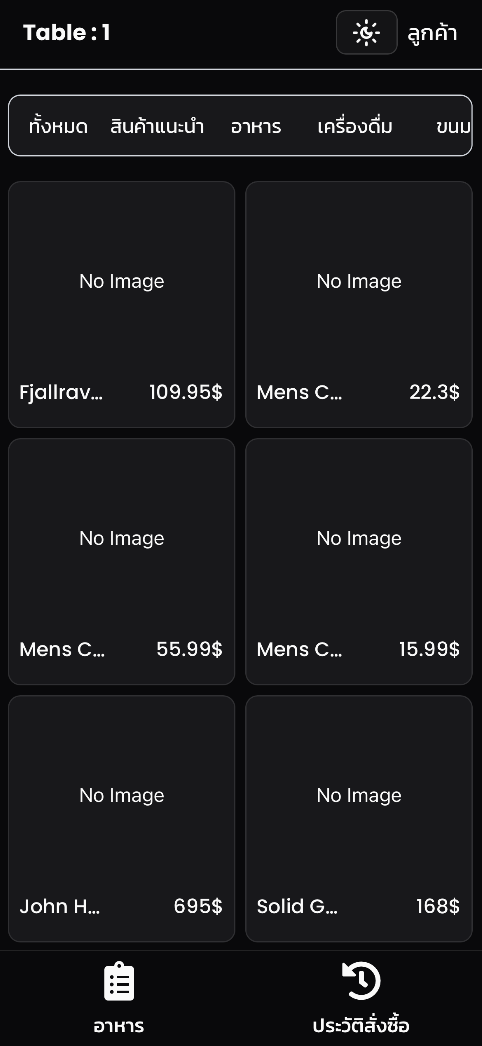 Table : 1
ลูกค้า
ทั้งหมด สินค้าแนะนำ อาหาร เครื่องดื่ม ขนม
No Image No Image
Fjallrav... 109.95$ Mens C... 22.3$
No Image No Image
Mens C... 55.99$ Mens C... 15.99$
No Image No Image
John H... 695$ Solid G... 168$
อาหาร ประวัติสั่งซื้อ